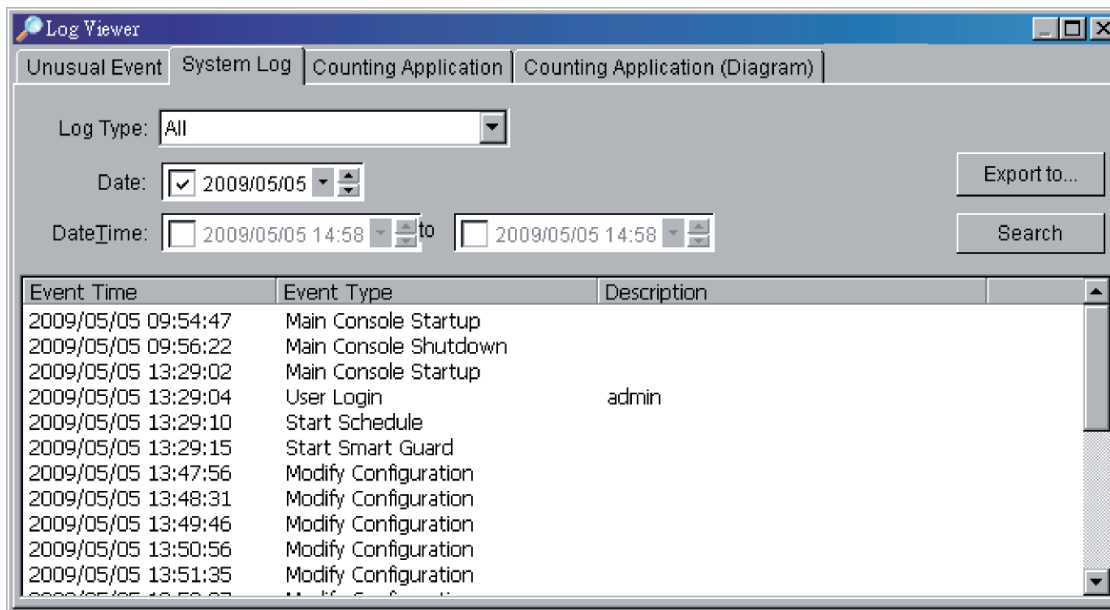 Log Viewer
Unusual Event System Log Counting Application Counting Application (Diagram)
Log Type: All
Date: 2009/05/05
Export to...
DateTime: 2009/05/05 14:58 to 2009/05/05 14:58
Search
Event Time Event Type Description
2009/05/05 09:54:47 Main Console Startup
2009/05/05 09:56:22 Main Console Shutdown
2009/05/05 13:29:02 Main Console Startup
2009/05/05 13:29:04 User Login admin
2009/05/05 13:29:10 Start Schedule
2009/05/05 13:29:15 Start Smart Guard
2009/05/05 13:47:56 Modify Configuration
2009/05/05 13:48:31 Modify Configuration
2009/05/05 13:49:46 Modify Configuration
2009/05/05 13:50:56 Modify Configuration
2009/05/05 13:51:35 Modify Configuration